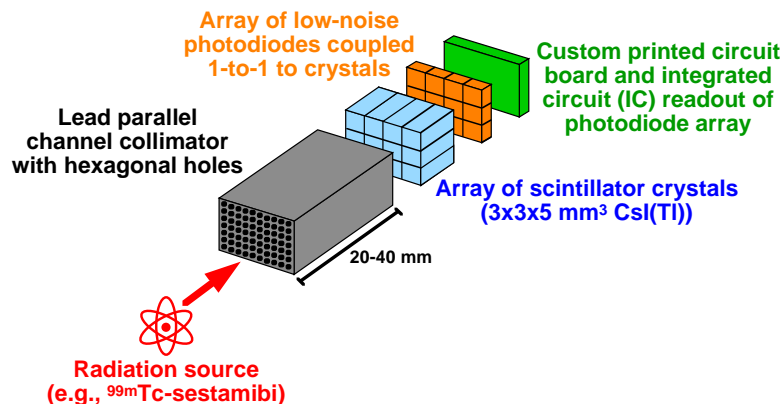 Array of low-noise
photodiodes coupled
1-to-1 to crystals
Custom printed circuit
board and integrated
circuit (IC) readout of
photodiode array
Lead parallel
channel collimator
with hexagonal holes
Array of scintillator crystals
(3x3x5 mm³ CsI(Tl))
20-40 mm
Radiation source
(e.g., ⁹⁹ᵐTc-sestamibi)